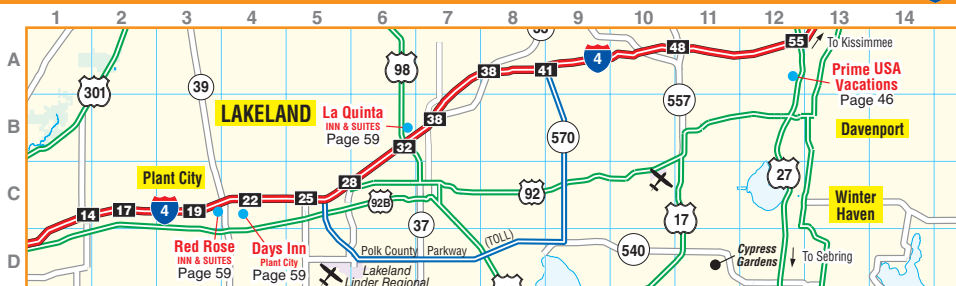 1 2 3 4 5 6 7 8 9 10 11 12 13 14
A
B
C
D
301
39
98
38
41
4
48
55
To Kissimmee
Prime USA
Vacations
Page 46
LAKELAND
La Quinta
INN & SUITES
Page 59
38
32
557
570
Davenport
Plant City
28
92
92B
27
Winter
Haven
14
17
4
19
22
25
37
17
Red Rose
INN & SUITES
Page 59
Days Inn
Plant City
Page 59
Polk County Parkway
(TOLL)
540
Cypress
Gardens
To Sebring
Lakeland
Linder Regional